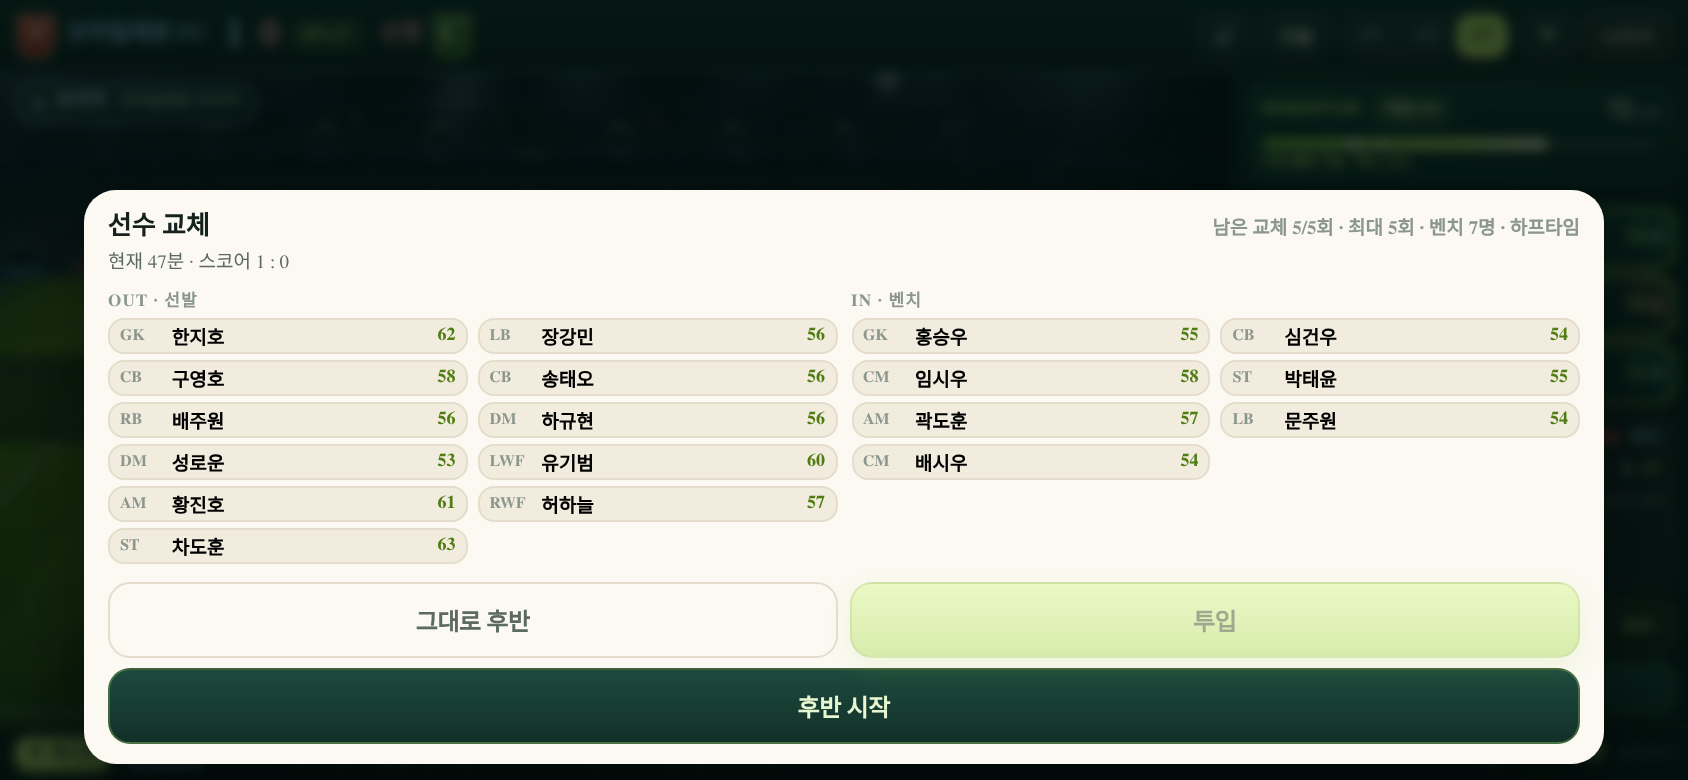 선수 교체
남은 교체 5/5회 · 최대 5회 · 벤치 7명 · 하프타임
현재 47분 · 스코어 1 : 0
OUT · 선발
GK 한지호 62
LB 장강민 56
CB 구영호 58
CB 송태오 56
RB 배주원 56
DM 하규현 56
DM 성로운 53
LWF 유기범 60
AM 황진호 61
RWF 허하늘 57
ST 차도훈 63
IN · 벤치
GK 홍승우 55
CB 심건우 54
CM 임시우 58
ST 박태윤 55
AM 곽도훈 57
LB 문주원 54
CM 배시우 54
그대로 후반
투입
후반 시작